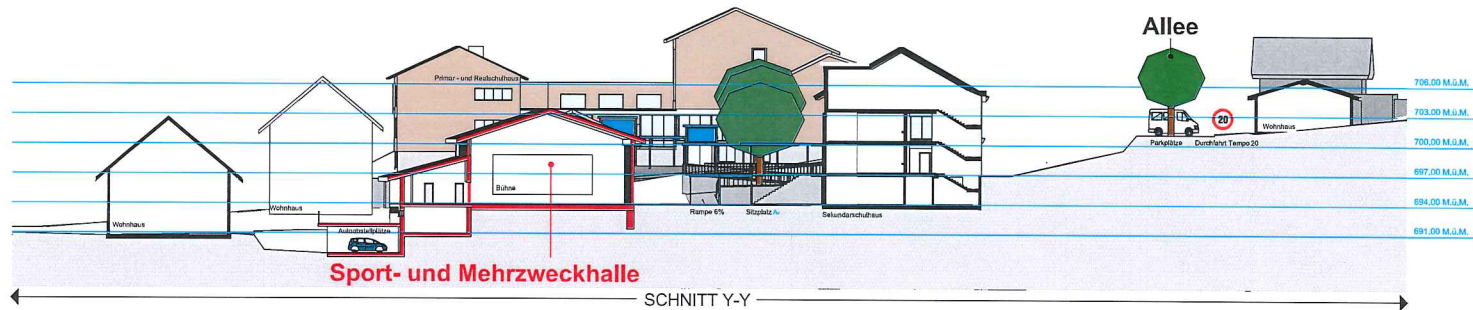 Allee
Primar- und Realschulhaus
706.00 M.ü.M.
703.00 M.ü.M.
20
Wohnhaus
Parkplätze
Durchfahrt Tempo 20
700.00 M.ü.M.
697.00 M.ü.M.
Bühne
694.00 M.ü.M.
Wohnhaus
Wohnhaus
Rampe 6%
Sitzplatz
Sekundarschulhaus
Autoabstellplätze
691.00 M.ü.M.
Sport- und Mehrzweckhalle
SCHNITT Y-Y